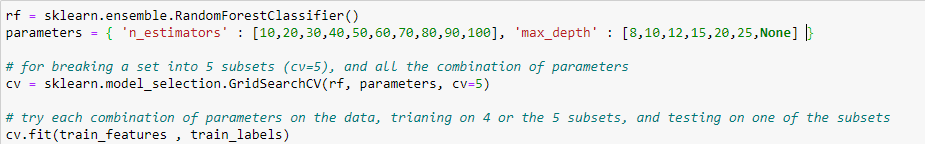 rf = sklearn.ensemble.RandomForestClassifier()
parameters = { 'n_estimators' : [10,20,30,40,50,60,70,80,90,100], 'max_depth' : [8,10,12,15,20,25,None] }
# for breaking a set into 5 subsets (cv=5), and all the combination of parameters
cv = sklearn.model_selection.GridSearchCV(rf, parameters, cv=5)
# try each combination of parameters on the data, trianing on 4 or the 5 subsets, and testing on one of the subsets
cv.fit(train_features , train_labels)